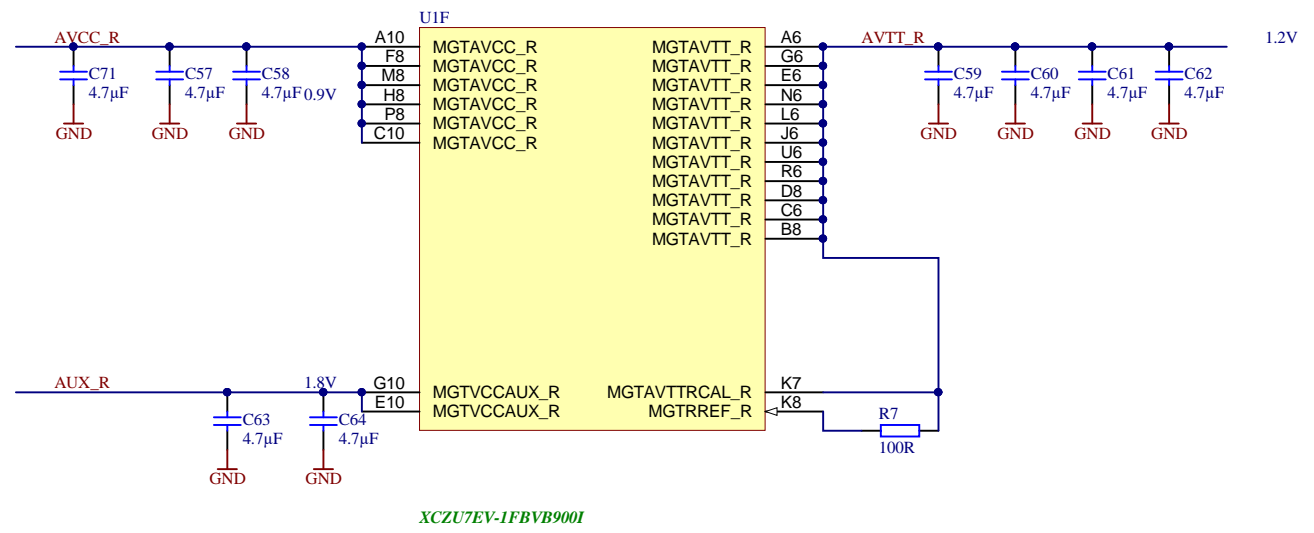 U1F
AVCC_R
A10
MGTAVCC_R
MGTAVTT_R
A6
AVTT_R
1.2V
F8
MGTAVCC_R
MGTAVTT_R
G6
M8
MGTAVCC_R
MGTAVTT_R
E6
H8
MGTAVCC_R
MGTAVTT_R
N6
P8
MGTAVCC_R
MGTAVTT_R
L6
C10
MGTAVCC_R
MGTAVTT_R
J6
MGTAVTT_R
U6
MGTAVTT_R
R6
MGTAVTT_R
D8
MGTAVTT_R
C6
MGTAVTT_R
B8
C71
4.7µF
GND
C57
4.7µF
GND
C58
4.7µF
GND
0.9V
C59
4.7µF
GND
C60
4.7µF
GND
C61
4.7µF
GND
C62
4.7µF
GND
AUX_R
1.8V
G10
MGTVCCAUX_R
MGTAVTTRCAL_R
K7
E10
MGTVCCAUX_R
MGTRREF_R
K8
C63
4.7µF
GND
C64
4.7µF
GND
R7
100R
XCZU7EV-1FBVB900I